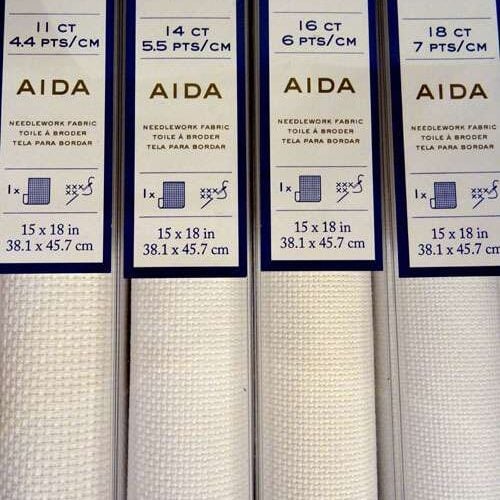 11 CT
4.4 PTS/CM
AIDA
NEEDLEWORK FABRIC
TOILE À BRODER
TELA PARA BORDAR
1x
15 x 18 in
38.1 x 45.7 cm
14 CT
5.5 PTS/CM
AIDA
NEEDLEWORK FABRIC
TOILE À BRODER
TELA PARA BORDAR
1x
15 x 18 in
38.1 x 45.7 cm
16 CT
6 PTS/CM
AIDA
NEEDLEWORK FABRIC
TOILE À BRODER
TELA PARA BORDAR
1x
15 x 18 in
38.1 x 45.7 cm
18 CT
7 PTS/CM
AIDA
NEEDLEWORK FABRIC
TOILE À BRODER
TELA PARA BORDAR
1x
15 x 18 in
38.1 x 45.7 cm